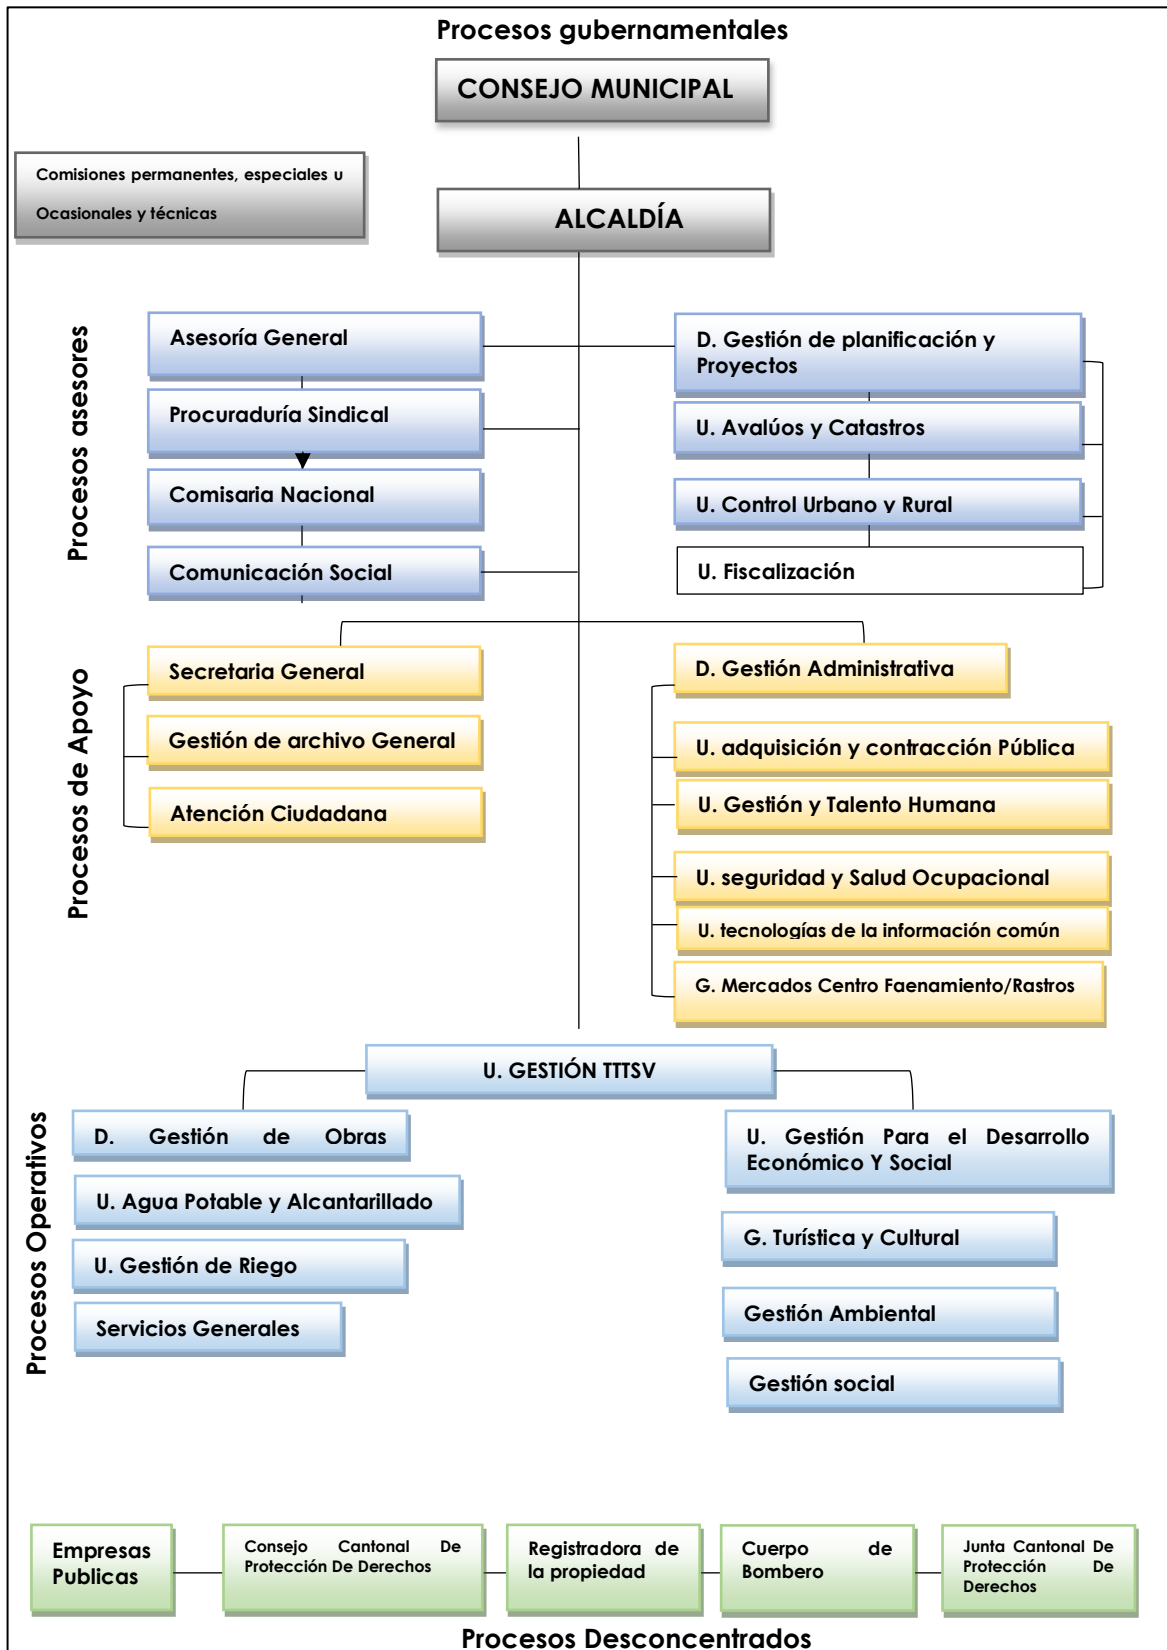 Procesos gubernamentales
CONSEJO MUNICIPAL
Comisiones permanentes, especiales u
Ocasionales y técnicas
ALCALDÍA
Procesos asesores
Asesoría General
Procuraduría Sindical
Comisaria Nacional
Comunicación Social
D. Gestión de planificación y
Proyectos
U. Avalúos y Catastros
U. Control Urbano y Rural
U. Fiscalización
Procesos de Apoyo
Secretaria General
Gestión de archivo General
Atención Ciudadana
D. Gestión Administrativa
U. adquisición y contracción Pública
U. Gestión y Talento Humana
U. seguridad y Salud Ocupacional
U. tecnologías de la información común
G. Mercados Centro Faenamiento/Rastros
Procesos Operativos
U. GESTIÓN TTTSV
D. Gestión de Obras
U. Agua Potable y Alcantarillado
U. Gestión de Riego
Servicios Generales
U. Gestión Para el Desarrollo
Económico Y Social
G. Turística y Cultural
Gestión Ambiental
Gestión social
Empresas
Publicas
Consejo Cantonal De
Protección De Derechos
Registradora de
la propiedad
Cuerpo de
Bombero
Junta Cantonal De
Protección De
Derechos
Procesos Desconcentrados